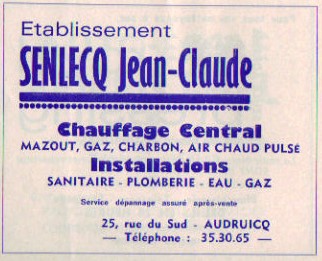 Etablissement
SENLECQ Jean-Claude
Chauffage Central
MAZOUT, GAZ, CHARBON, AIR CHAUD PULSÉ
Installations
SANITAIRE - PLOMBERIE - EAU - GAZ
Service dépannage assuré après-vente
25, rue du Sud - AUDRUICQ
— Téléphone : 35.30.65 —